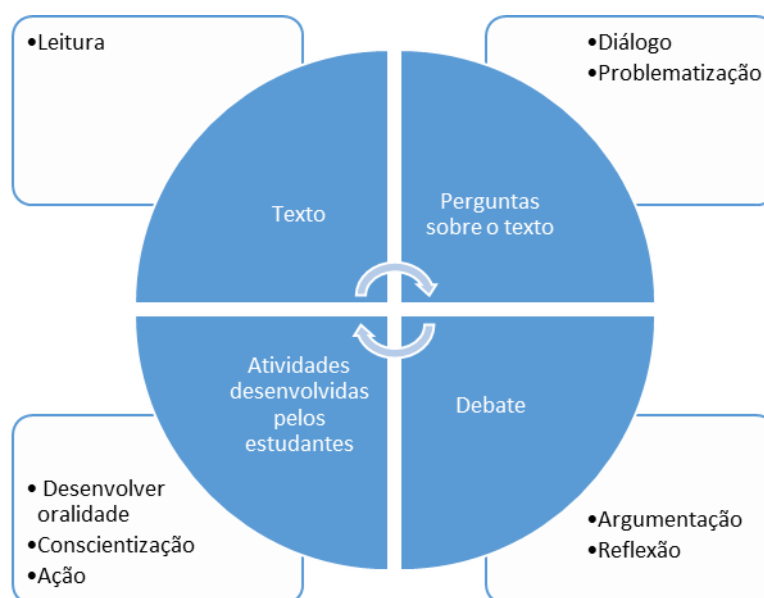 •Leitura
•Diálogo
•Problematização
Texto
Perguntas
sobre o texto
Atividades
desenvolvidas
pelos
estudantes
Debate
• Desenvolver
oralidade
•Conscientização
•Ação
•Argumentação
•Reflexão